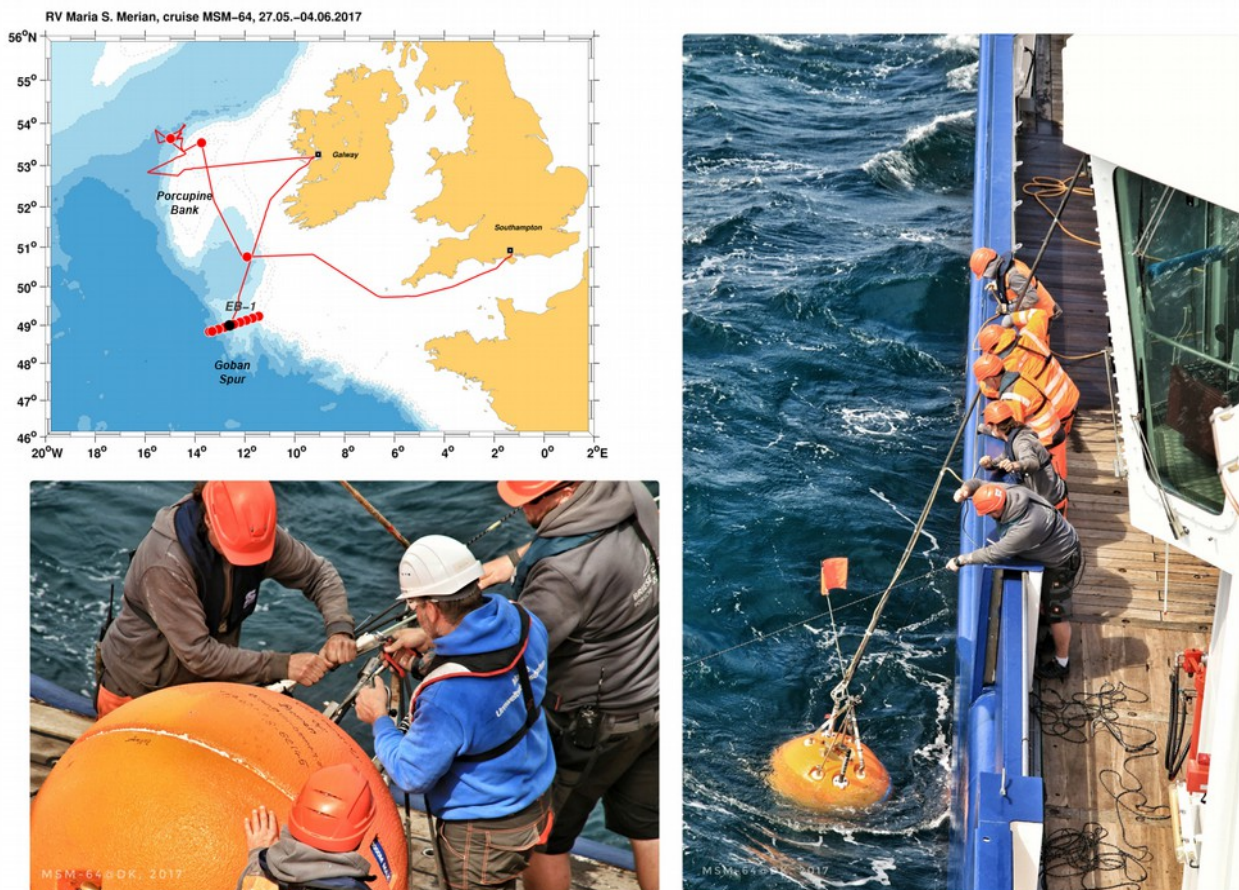 RV Maria S. Merian, cruise MSM-64, 27.05.-04.06.2017
56°N
55°
54°
53°
52°
51°
50°
49°
48°
47°
46°
20°W 18° 16° 14° 12° 10° 8° 6° 4° 2° 0° 2°E
Galway
Porcupine
Bank
Southampton
EB-1
Goban
Spur
MSM-64@DK, 2017
MSM-64@DK, 2017